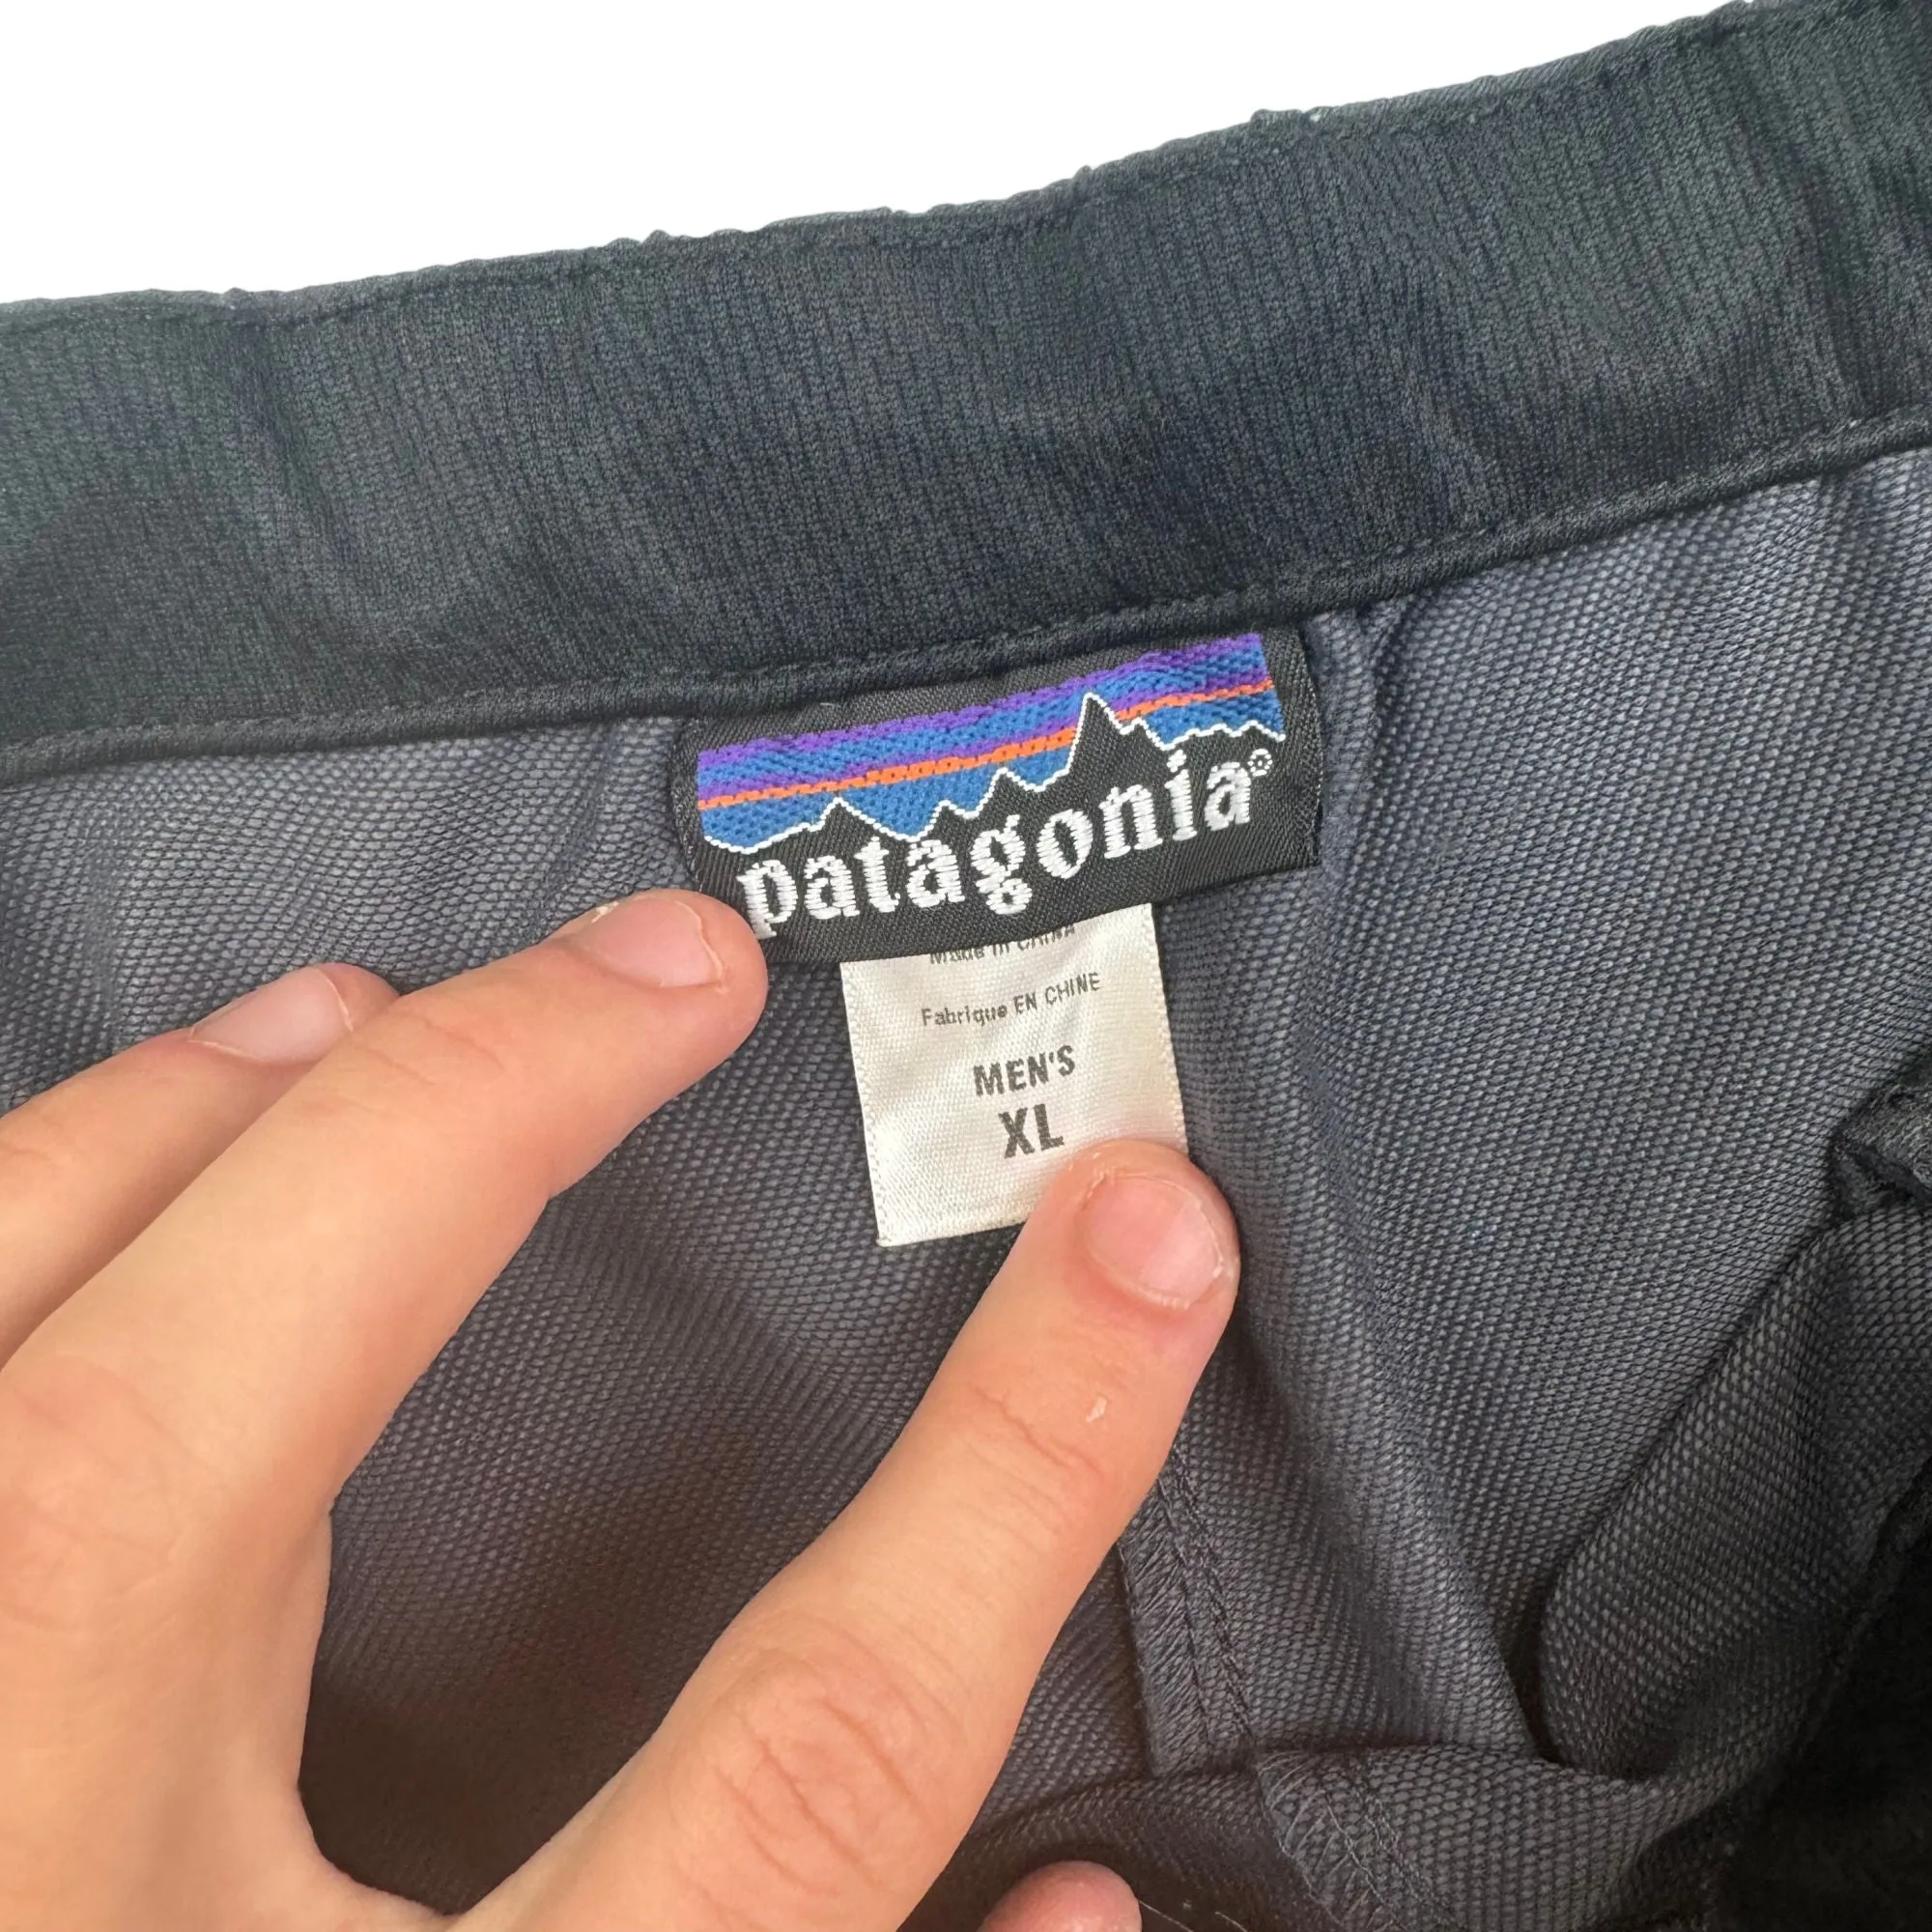 patagonia®
Made in CHINA
Fabrique EN CHINE
MEN'S
XL